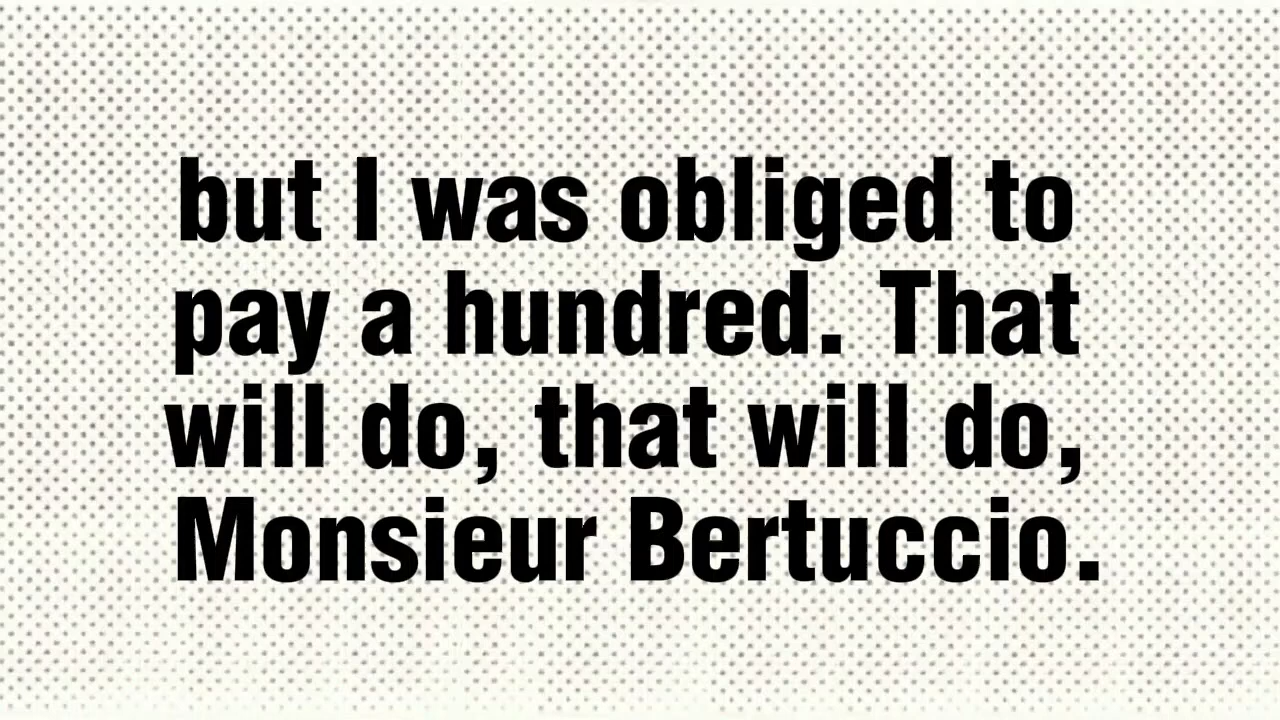 but I was obliged to
pay a hundred. That
will do, that will do,
Monsieur Bertuccio.